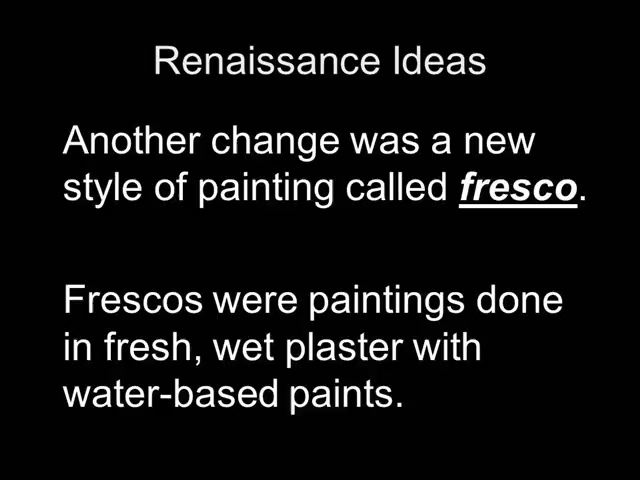 Renaissance Ideas
Another change was a new
style of painting called fresco.
Frescos were paintings done
in fresh, wet plaster with
water-based paints.